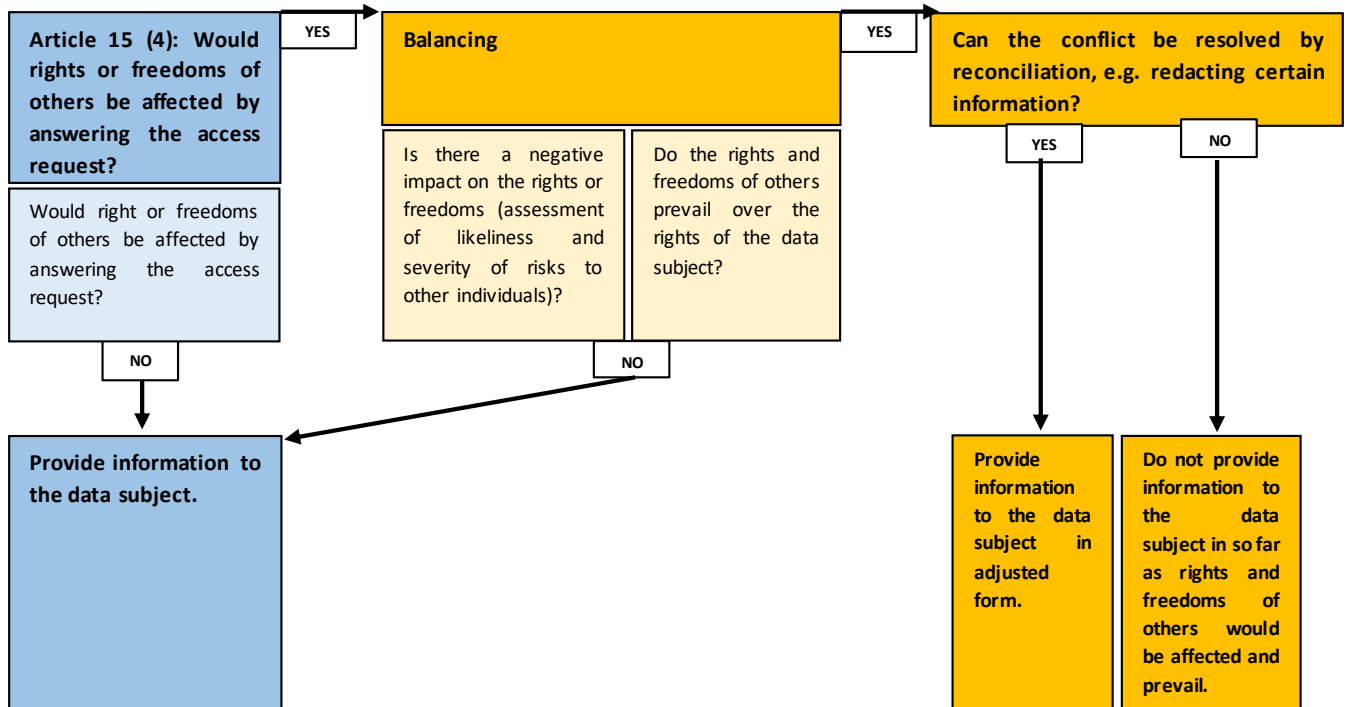 Article 15 (4): Would
rights or freedoms of
others be affected by
answering the access
request?
YES
Balancing
YES
Can the conflict be resolved by
reconciliation, e.g. redacting certain
information?
Would right or freedoms
of others be affected by
answering the access
request?
Is there a negative
impact on the rights or
freedoms (assessment
of likeliness and
severity of risks to
other individuals)?
Do the rights and
freedoms of others
prevail over the
rights of the data
subject?
YES
NO
NO
NO
Provide information to
the data subject.
Provide
information
to the data
subject in
adjusted
form.
Do not provide
information to
the data
subject in so far
as rights and
freedoms of
others would
be affected and
prevail.